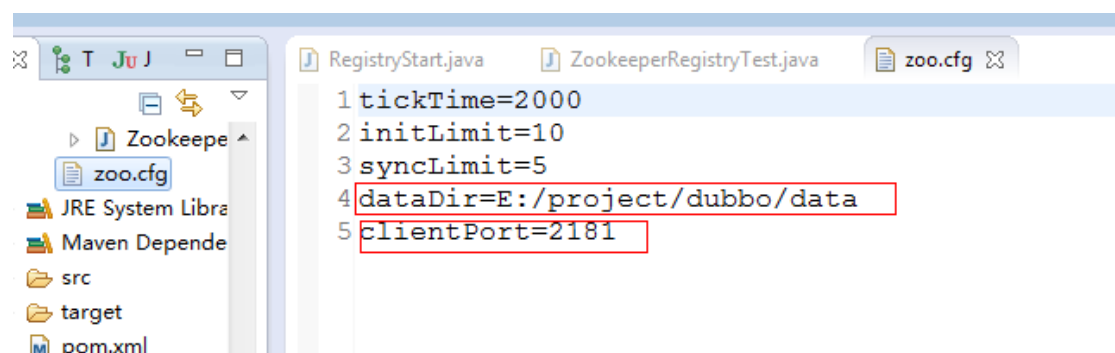 T Ju J
RegistryStart.java ZookeeperRegistryTest.java zoo.cfg
Zookeepe
zoo.cfg
JRE System Libra
Maven Depende
src
target
pom.xml
1 tickTime=2000
2 initLimit=10
3 syncLimit=5
4 dataDir=E:/project/dubbo/data
5 clientPort=2181